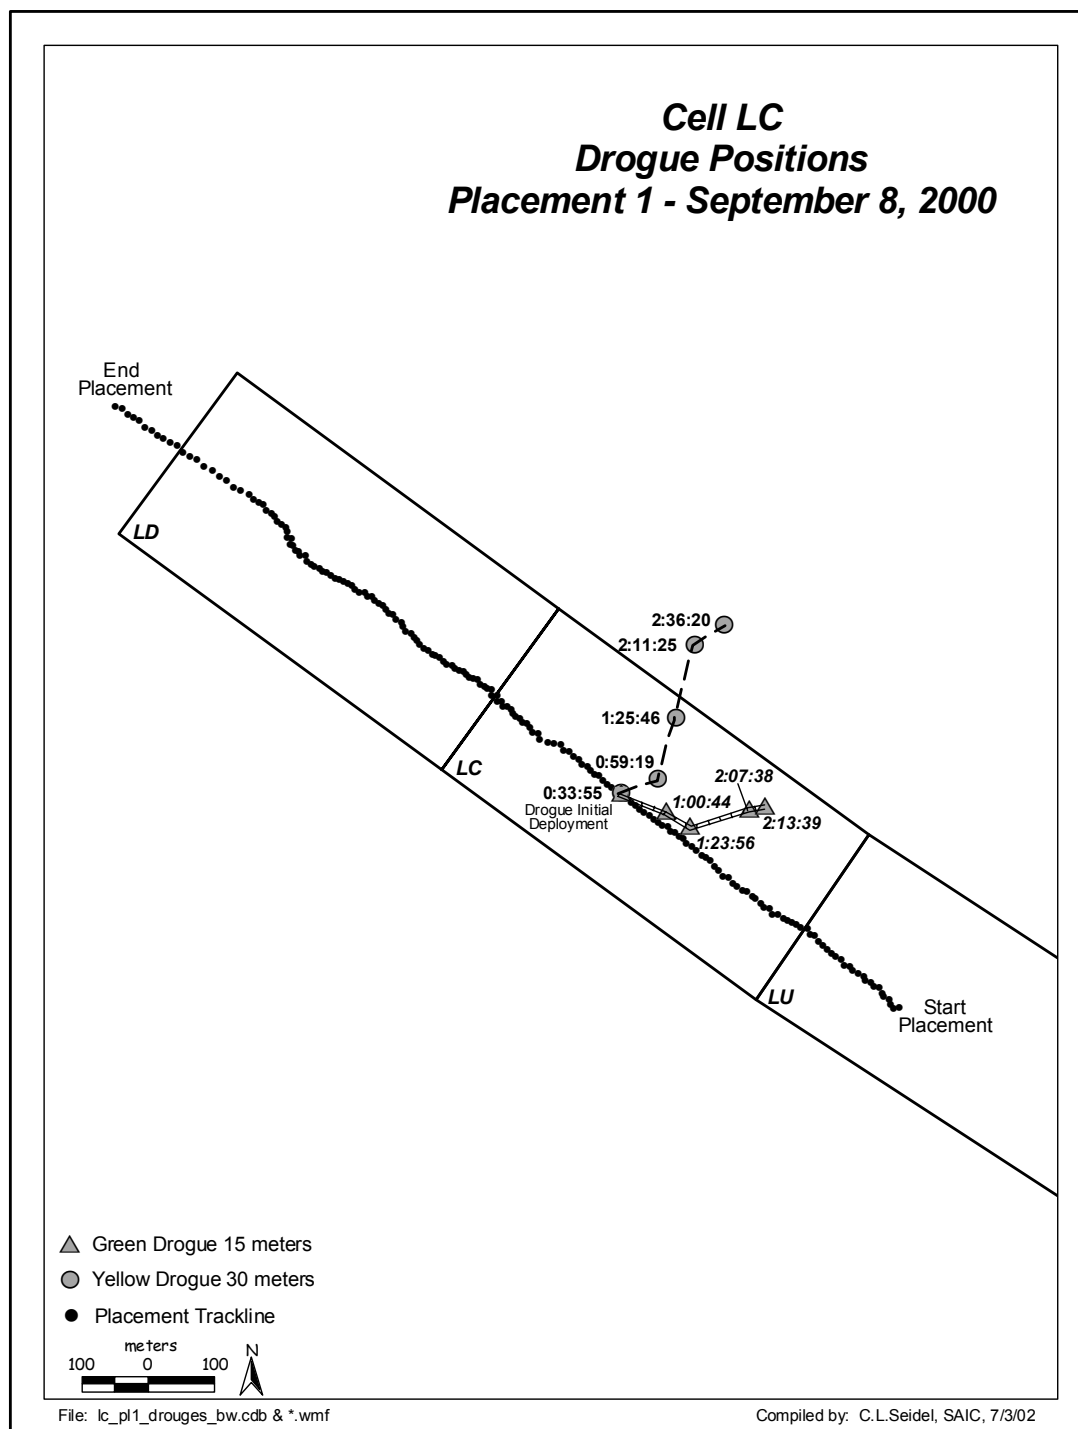 Cell LC
Drogue Positions
Placement 1 - September 8, 2000
End
Placement
LD
2:36:20
2:11:25
1:25:46
0:59:19
LC
2:07:38
0:33:55
1:00:44
Drogue Initial
Deployment
2:13:39
1:23:56
LU
Start
Placement
Green Drogue 15 meters
Yellow Drogue 30 meters
Placement Trackline
meters
N
100 0 100
File: lc_pl1_drouges_bw.cdb & *.wmf
Compiled by: C.L.Seidel, SAIC, 7/3/02